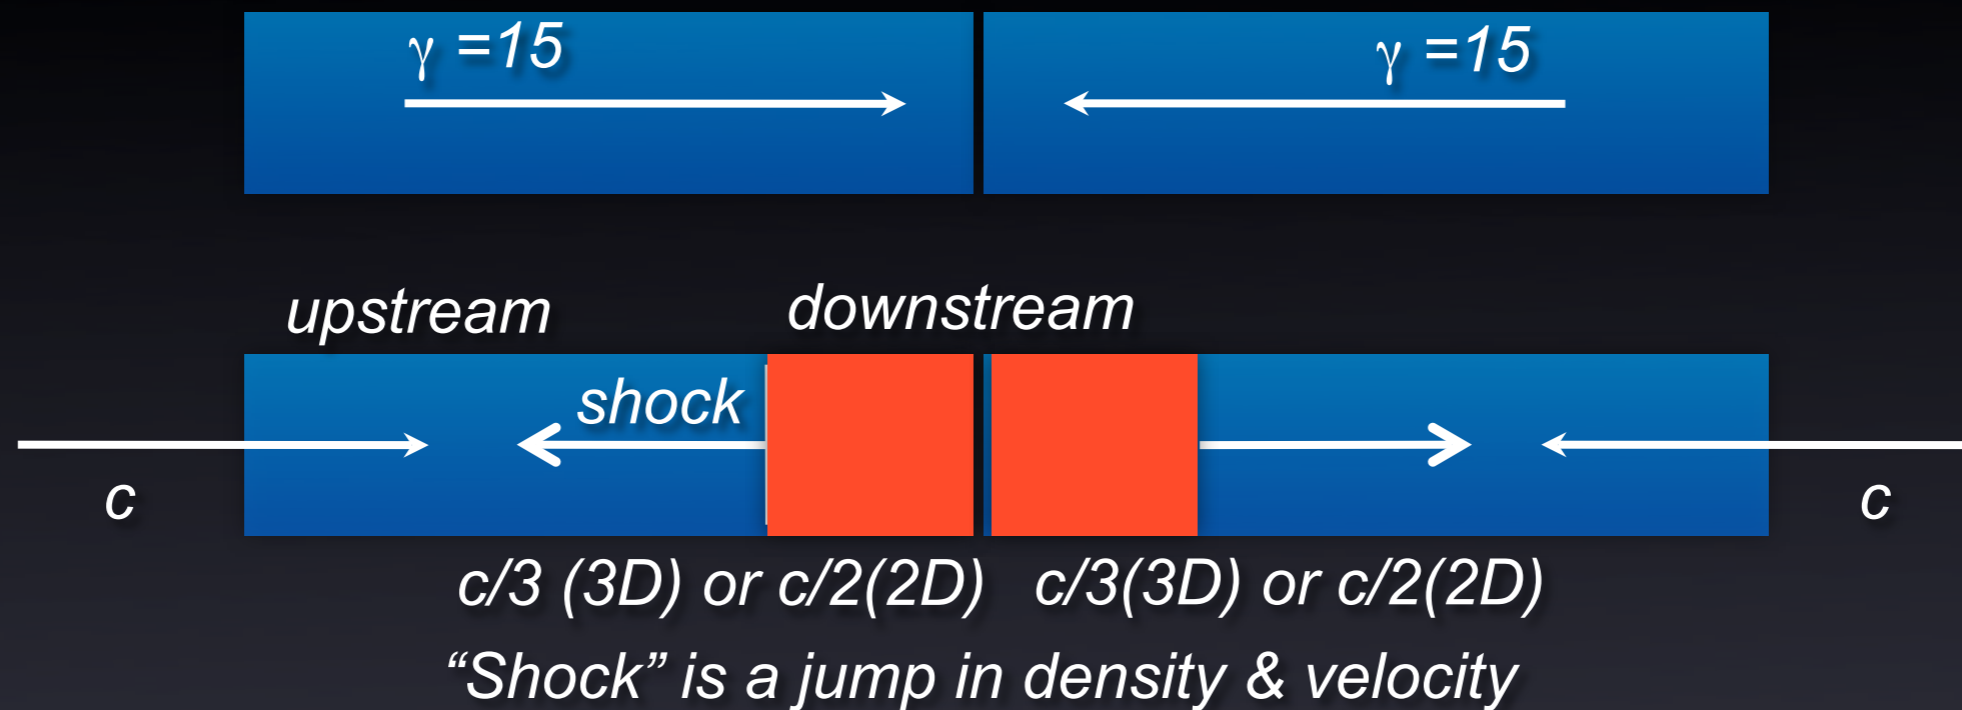 γ =15
γ =15
upstream
downstream
shock
c
c
c/3 (3D) or c/2(2D)
c/3(3D) or c/2(2D)
“Shock” is a jump in density & velocity